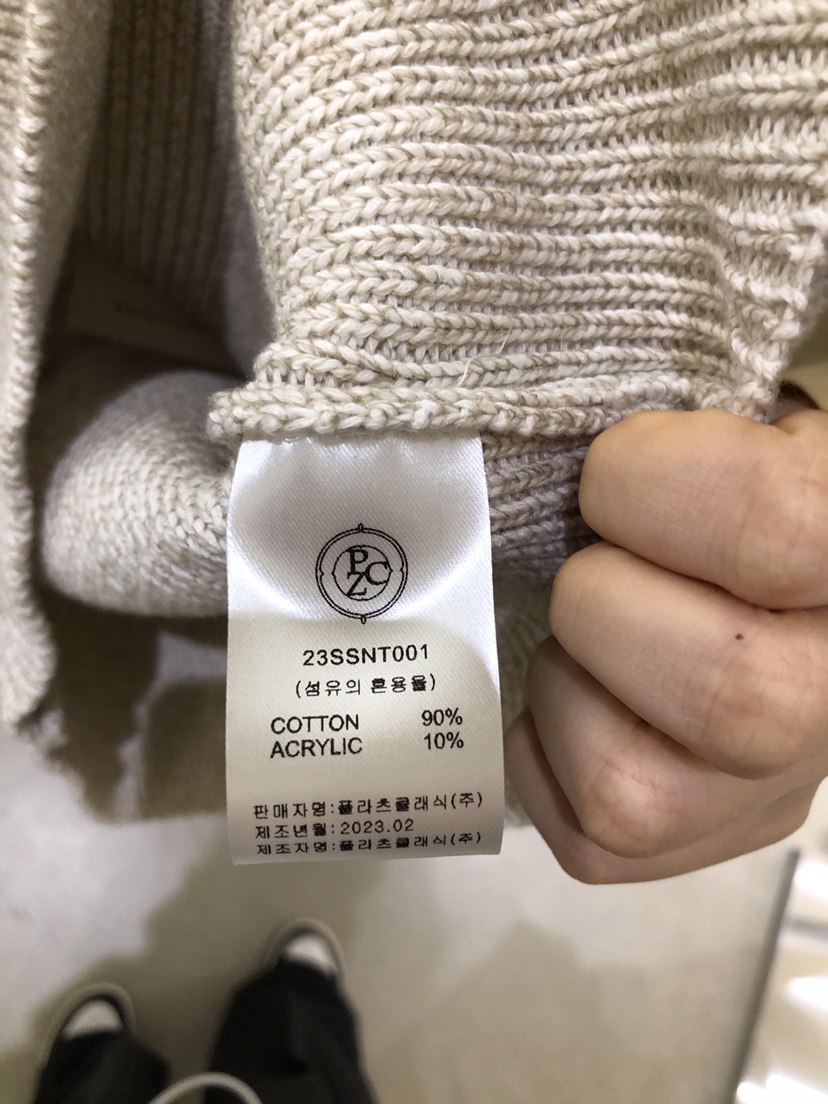 PZC
23SSNT001
(섬유의 혼용율)
COTTON 90%
ACRYLIC 10%
판매자명:플라츠클래식(주)
제조년월:2023.02
제조자명:플라츠클래식(주)